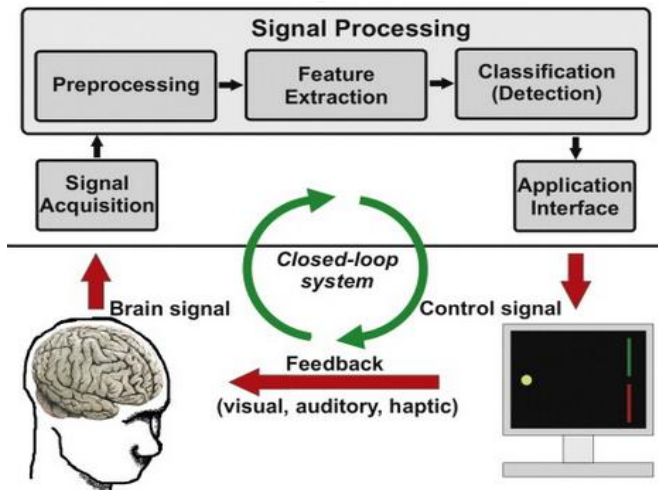 Signal Processing
Preprocessing
Feature
Extraction
Classification
(Detection)
Signal
Acquisition
Application
Interface
Closed-loop
system
Brain signal
Control signal
Feedback
(visual, auditory, haptic)